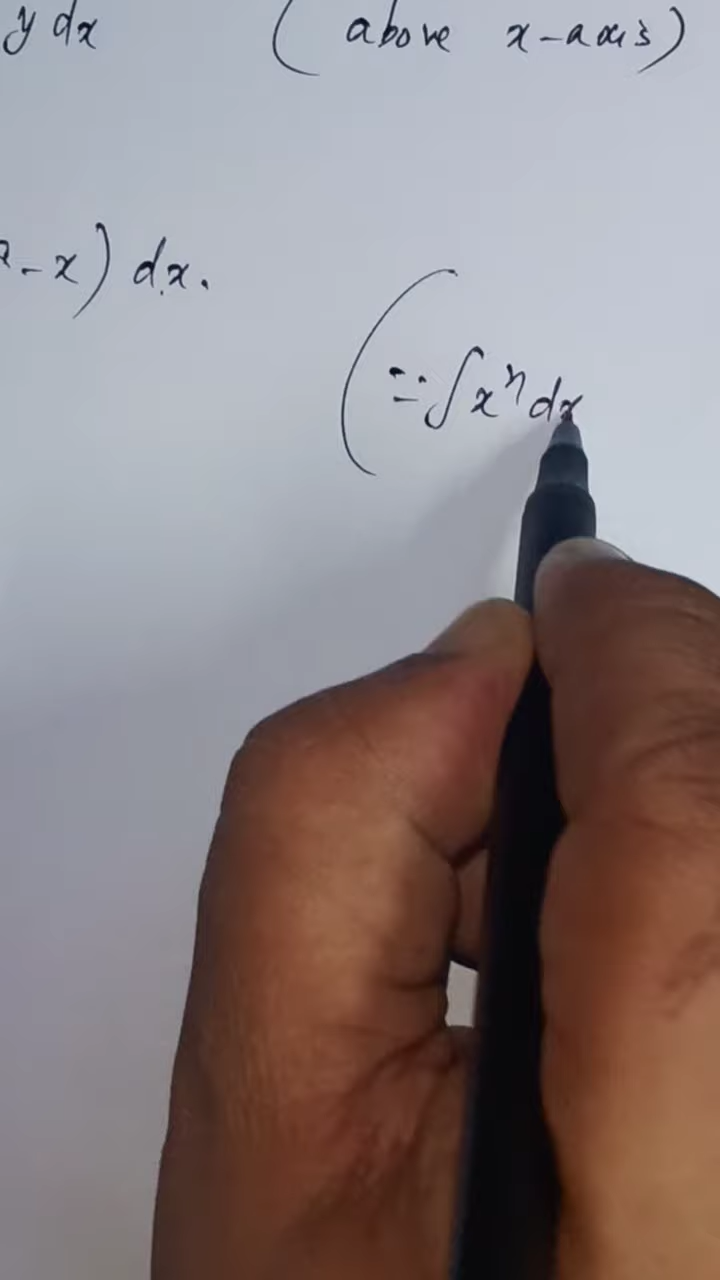 y dx (above x-axis)
-x) dx.
(∵ ∫xⁿ dx